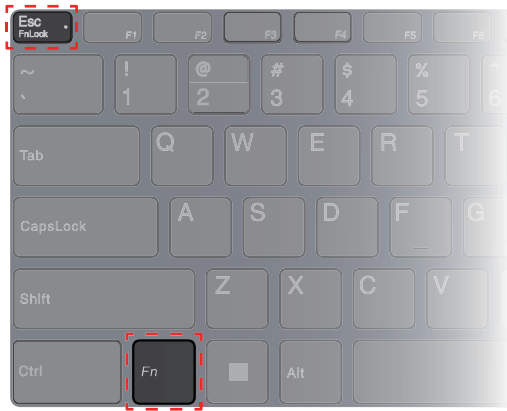 Esc
FnLock
F1 F2 F3 F4 F5 F6
~ ! @ # $ % ^
` 1 2 3 4 5 6
Tab Q W E R T
CapsLock A S D F G
Shift Z X C V
Ctrl Fn Alt